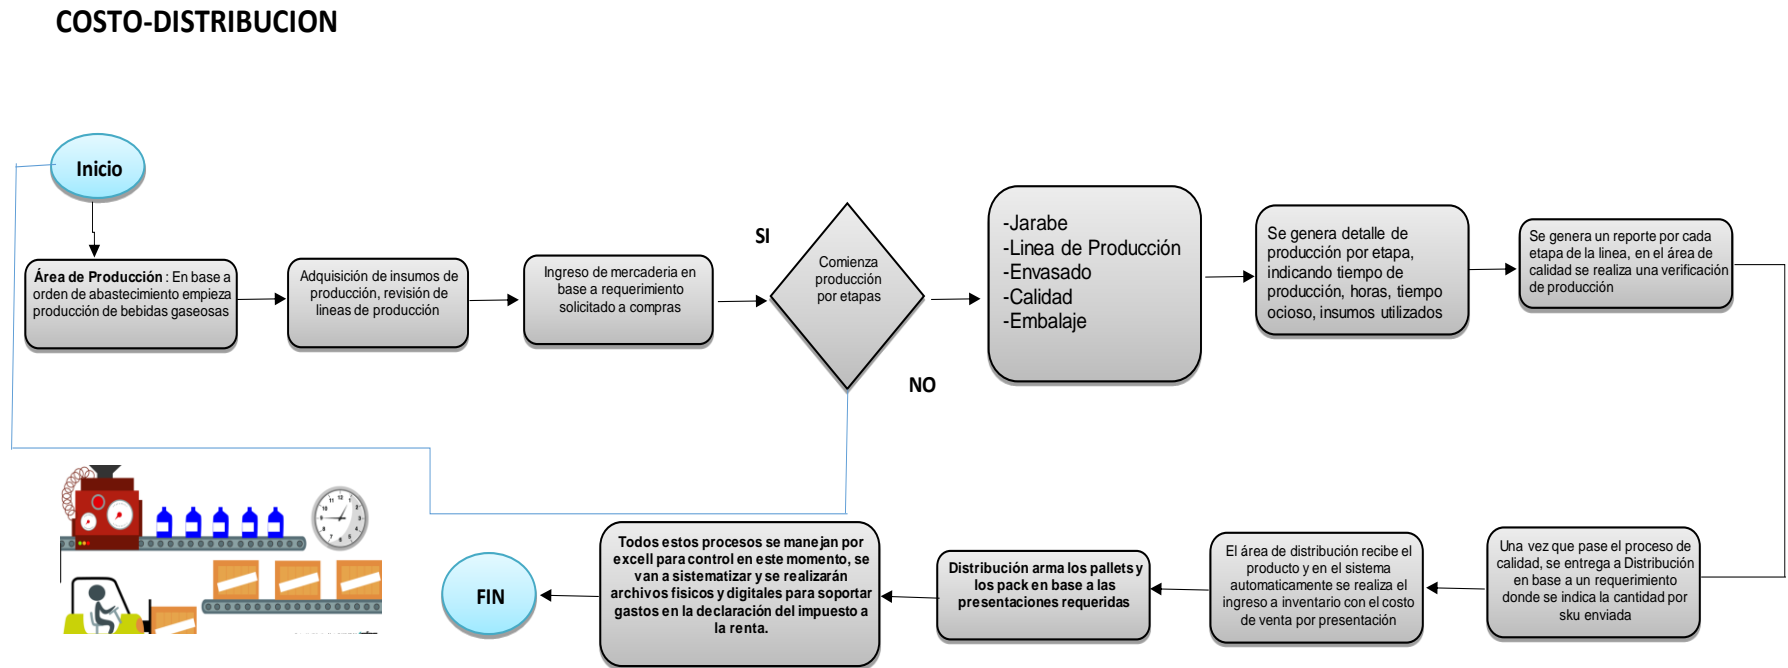 COSTO-DISTRIBUCION
Inicio
Área de Producción : En base a
orden de abastecimiento empieza
producción de bebidas gaseosas
Adquisición de insumos de
producción, revisión de
lineas de producción
Ingreso de mercaderia en
base a requerimiento
solicitado a compras
SI
Comienza
producción
por etapas
NO
-Jarabe
-Linea de Producción
-Envasado
-Calidad
-Embalaje
Se genera detalle de
producción por etapa,
indicando tiempo de
producción, horas, tiempo
ocioso, insumos utilizados
Se genera un reporte por cada
etapa de la linea, en el área de
calidad se realiza una verificación
de producción
Una vez que pase el proceso de
calidad, se entrega a Distribución
en base a un requerimiento
donde se indica la cantidad por
sku enviada
El área de distribución recibe el
producto y en el sistema
automaticamente se realiza el
ingreso a inventario con el costo
de venta por presentación
Distribución arma los pallets y
los pack en base a las
presentaciones requeridas
Todos estos procesos se manejan por
excell para control en este momento, se
van a sistematizar y se realizarán
archivos fisicos y digitales para soportar
gastos en la declaración del impuesto a
la renta.
FIN